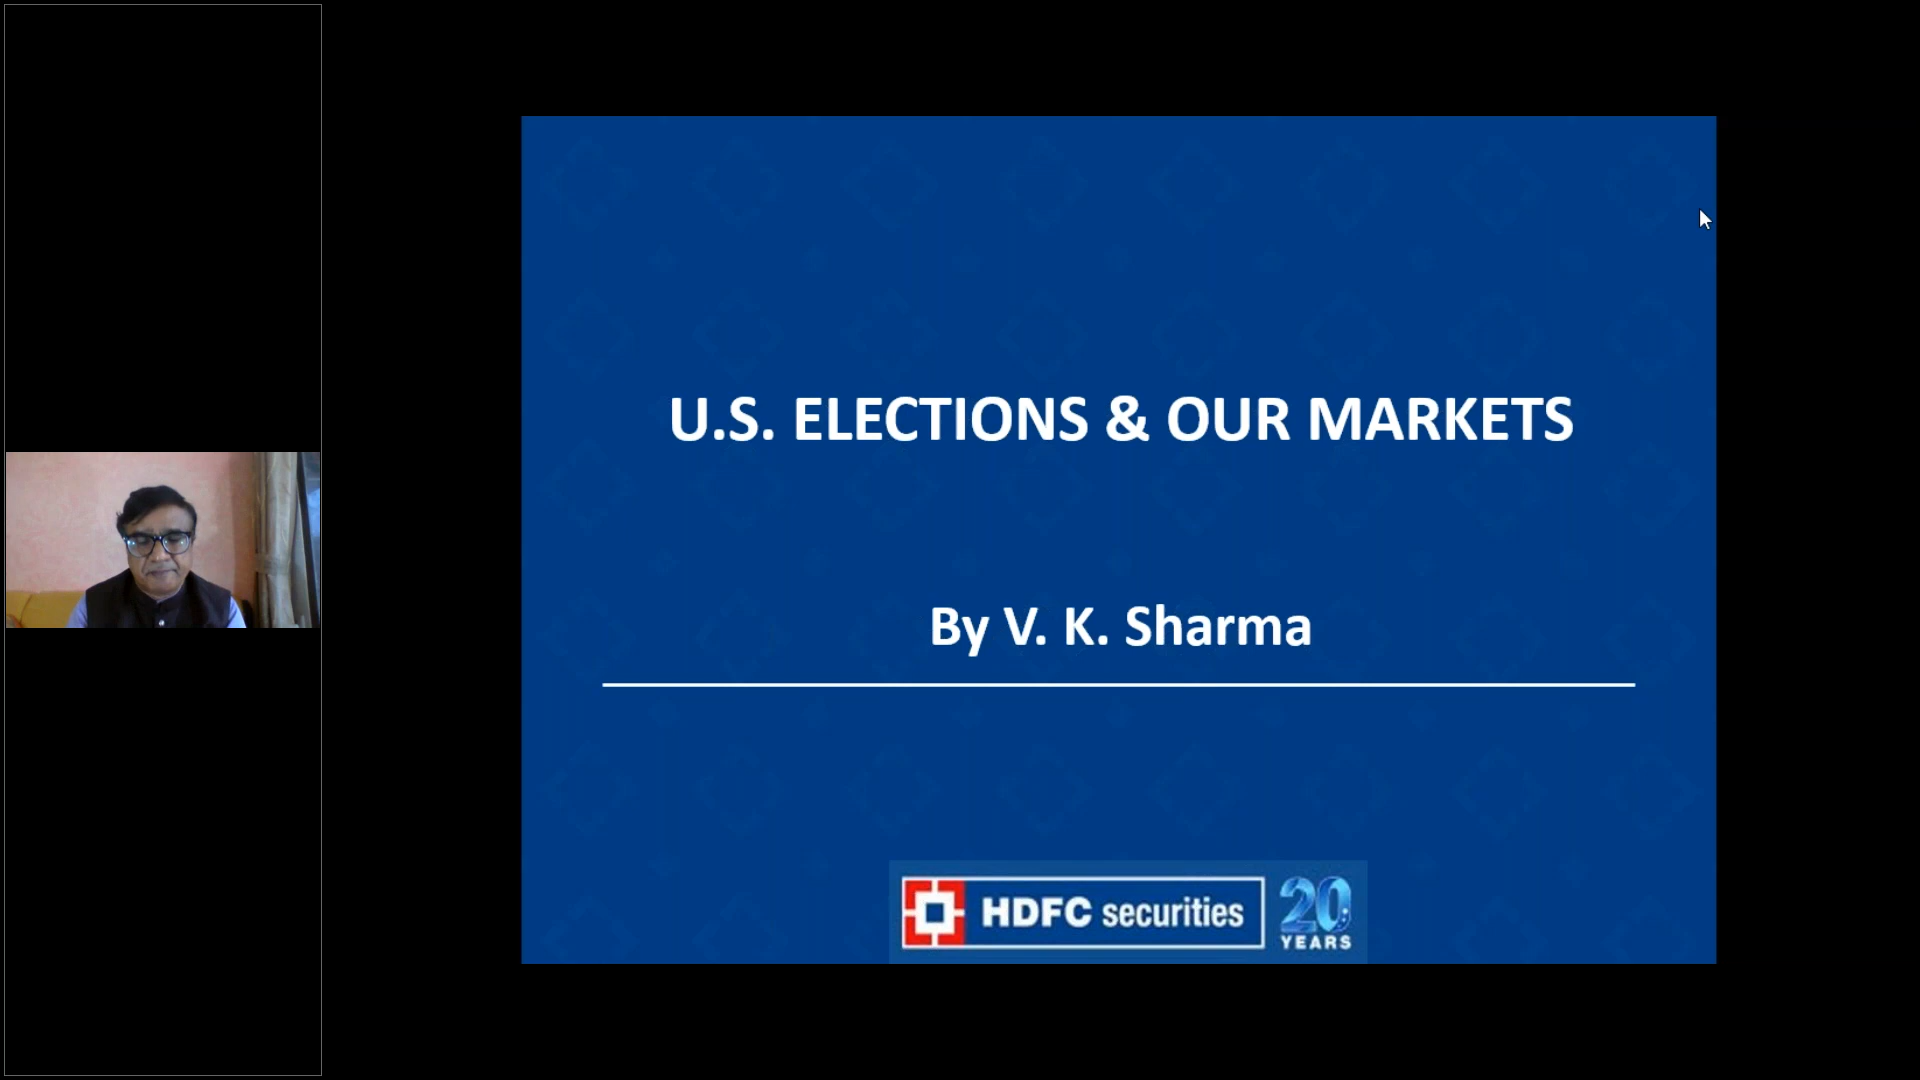 U.S. ELECTIONS & OUR MARKETS
By V. K. Sharma
HDFC securities
20
YEARS